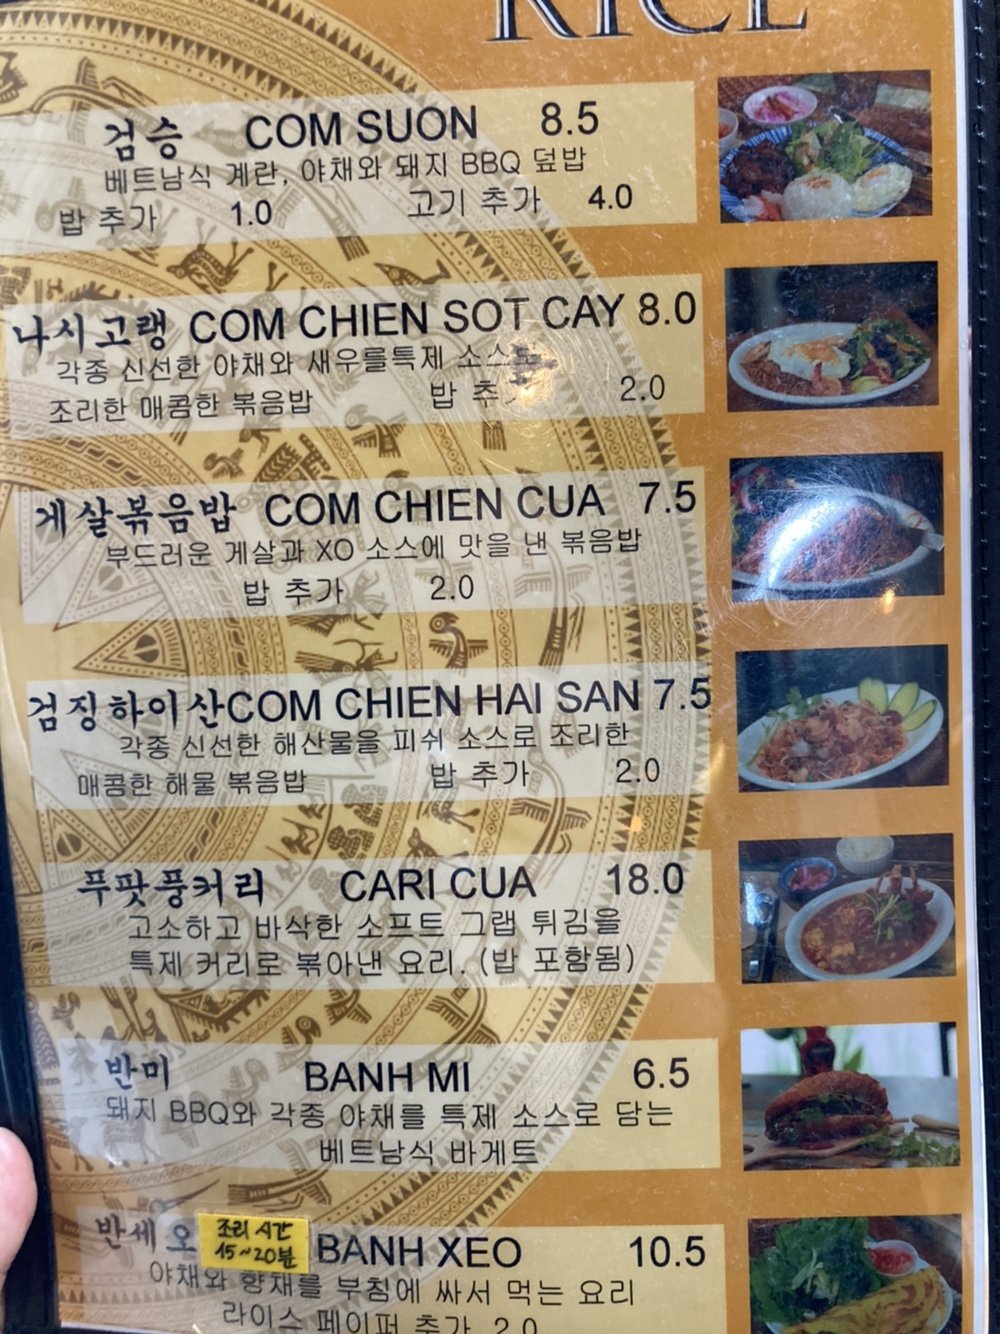 RICE
검승 COM SUON 8.5
베트남식 계란, 야채와 돼지 BBQ 덮밥
밥 추가 1.0 고기 추가 4.0
나시고랭 COM CHIEN SOT CAY 8.0
각종 신선한 야채와 새우를특제 소스로
조리한 매콤한 볶음밥 밥 추가 2.0
게살볶음밥 COM CHIEN CUA 7.5
부드러운 게살과 XO 소스에 맛을 낸 볶음밥
밥 추가 2.0
검징하이산COM CHIEN HAI SAN 7.5
각종 신선한 해산물을 피쉬 소스로 조리한
매콤한 해물 볶음밥 밥 추가 2.0
푸팟퐁커리 CARI CUA 18.0
고소하고 바삭한 소프트 그랩 튀김을
특제 커리로 볶아낸 요리. (밥 포함됨)
반미 BANH MI 6.5
돼지 BBQ와 각종 야채를 특제 소스로 담는
베트남식 바게트
반세오 조리 시간 BANH XEO 10.5
15~20분
야채와 향채를 부침에 싸서 먹는 요리
라이스 페이퍼 추가 2.0